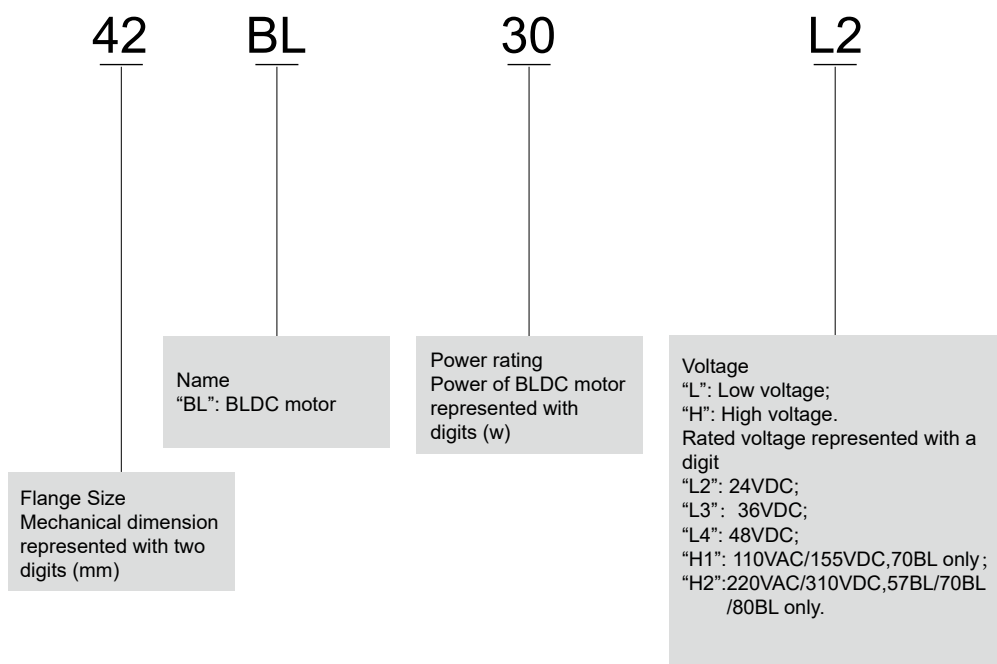 42 BL 30 L2
Name
“BL”: BLDC motor
Power rating
Power of BLDC motor
represented with
digits (w)
Voltage
“L”: Low voltage;
“H”: High voltage.
Rated voltage represented with a
digit
“L2”: 24VDC;
“L3”： 36VDC;
“L4”: 48VDC;
“H1”: 110VAC/155VDC,70BL only；
“H2”:220VAC/310VDC,57BL/70BL
/80BL only.
Flange Size
Mechanical dimension
represented with two
digits (mm)